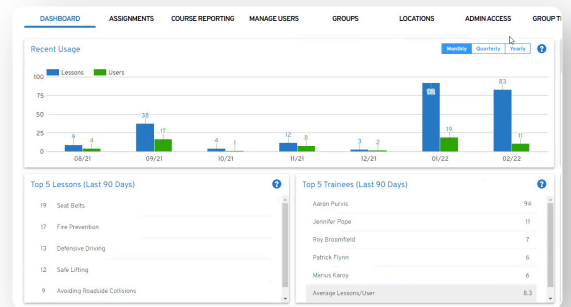 DASHBOARD ASSIGNMENTS COURSE REPORTING MANAGE USERS GROUPS LOCATIONS ADMIN ACCESS GROUP T
Recent Usage Monthly Quarterly Yearly ?
100 Lessons Users
75
50
25
0
9 4 38 17 4 1 12 8 3 2 92 19 83 11
08/21 09/21 10/21 11/21 12/21 01/22 02/22
Top 5 Lessons (Last 90 Days) ?
19 Seat Belts
17 Fire Prevention
13 Defensive Driving
12 Safe Lifting
9 Avoiding Roadside Collisions
Top 5 Trainees (Last 90 Days) ?
Aaron Purvis 94
Jennifer Pope 11
Roy Broomfield 7
Patrick Flynn 6
Marius Karoy 6
Average Lessons/User 8.3